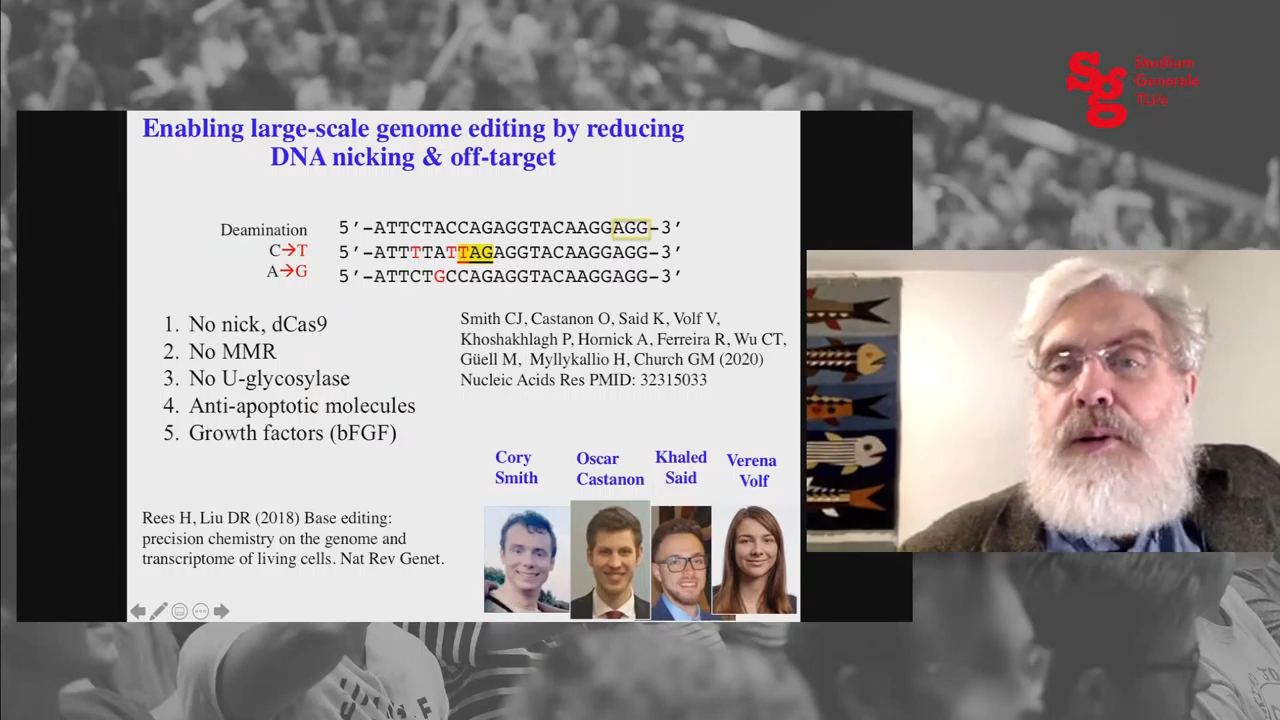 Sg
Studium
Generale
TU/e
Enabling large-scale genome editing by reducing
DNA nicking & off-target
Deamination
C→T
A→G
5’-ATTCTACCAGAGGTACAAGGAGG-3’
5’-ATTTTATTTAGAGGTACAAGGAGG-3’
5’-ATTCTGCCAGAGGTACAAGGAGG-3’
1. No nick, dCas9
2. No MMR
3. No U-glycosylase
4. Anti-apoptotic molecules
5. Growth factors (bFGF)
Smith CJ, Castanon O, Said K, Volf V,
Khoshakhlagh P, Hornick A, Ferreira R, Wu CT,
Güell M, Myllykallio H, Church GM (2020)
Nucleic Acids Res PMID: 32315033
Cory
Smith
Oscar
Castanon
Khaled
Said
Verena
Volf
Rees H, Liu DR (2018) Base editing:
precision chemistry on the genome and
transcriptome of living cells. Nat Rev Genet.